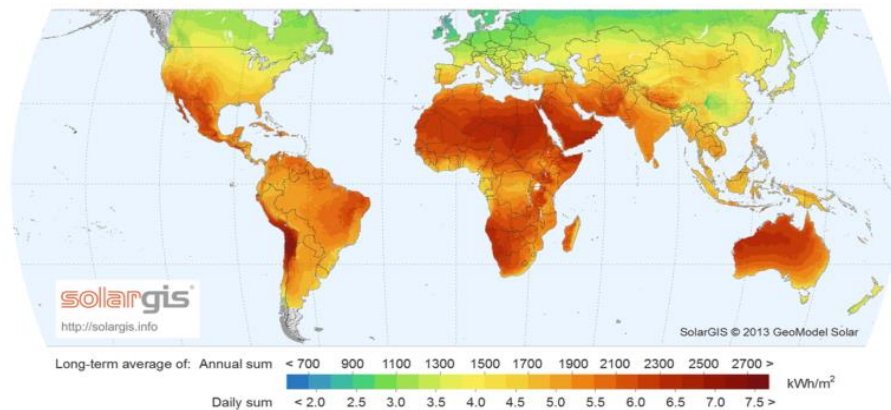 solargis
http://solargis.info
SolarGIS © 2013 GeoModel Solar
Long-term average of: Annual sum < 700 900 1100 1300 1500 1700 1900 2100 2300 2500 2700 > kWh/m²
Daily sum < 2.0 2.5 3.0 3.5 4.0 4.5 5.0 5.5 6.0 6.5 7.0 7.5 >